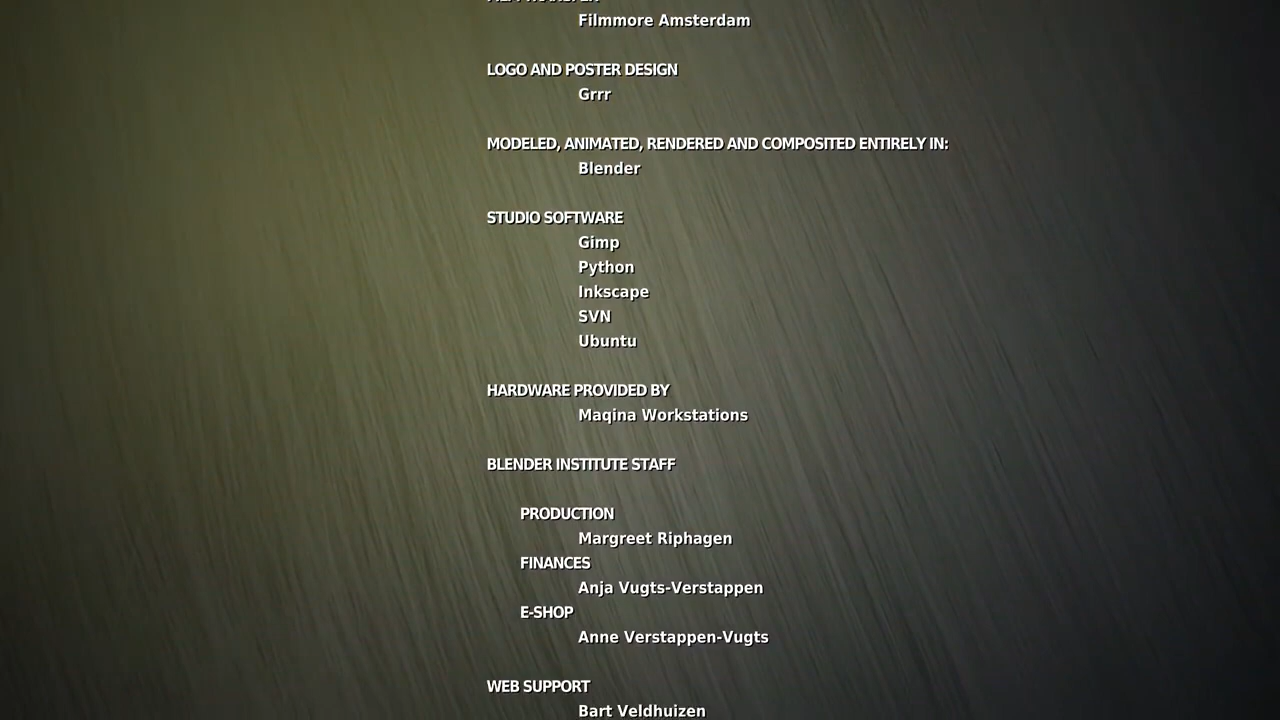 Filmmore Amsterdam
LOGO AND POSTER DESIGN
Grrr
MODELED, ANIMATED, RENDERED AND COMPOSITED ENTIRELY IN:
Blender
STUDIO SOFTWARE
Gimp
Python
Inkscape
SVN
Ubuntu
HARDWARE PROVIDED BY
Maqina Workstations
BLENDER INSTITUTE STAFF
PRODUCTION
Margreet Riphagen
FINANCES
Anja Vugts-Verstappen
E-SHOP
Anne Verstappen-Vugts
WEB SUPPORT
Bart Veldhuizen